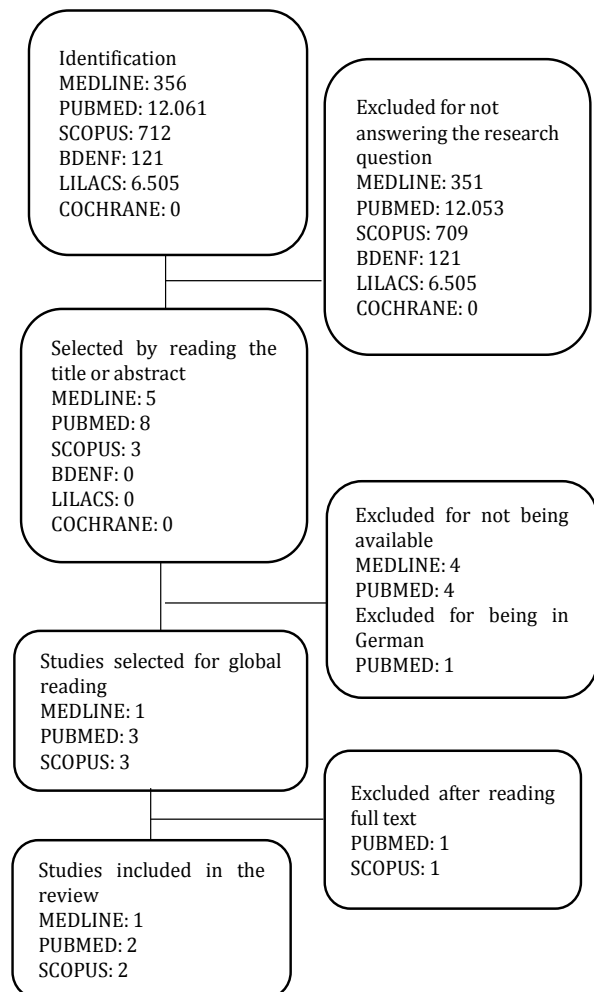 Identification
MEDLINE: 356
PUBMED: 12.061
SCOPUS: 712
BDENF: 121
LILACS: 6.505
COCHRANE: 0
Excluded for not
answering the research
question
MEDLINE: 351
PUBMED: 12.053
SCOPUS: 709
BDENF: 121
LILACS: 6.505
COCHRANE: 0
Selected by reading the
title or abstract
MEDLINE: 5
PUBMED: 8
SCOPUS: 3
BDENF: 0
LILACS: 0
COCHRANE: 0
Excluded for not being
available
MEDLINE: 4
PUBMED: 4
Excluded for being in
German
PUBMED: 1
Studies selected for global
reading
MEDLINE: 1
PUBMED: 3
SCOPUS: 3
Excluded after reading
full text
PUBMED: 1
SCOPUS: 1
Studies included in the
review
MEDLINE: 1
PUBMED: 2
SCOPUS: 2